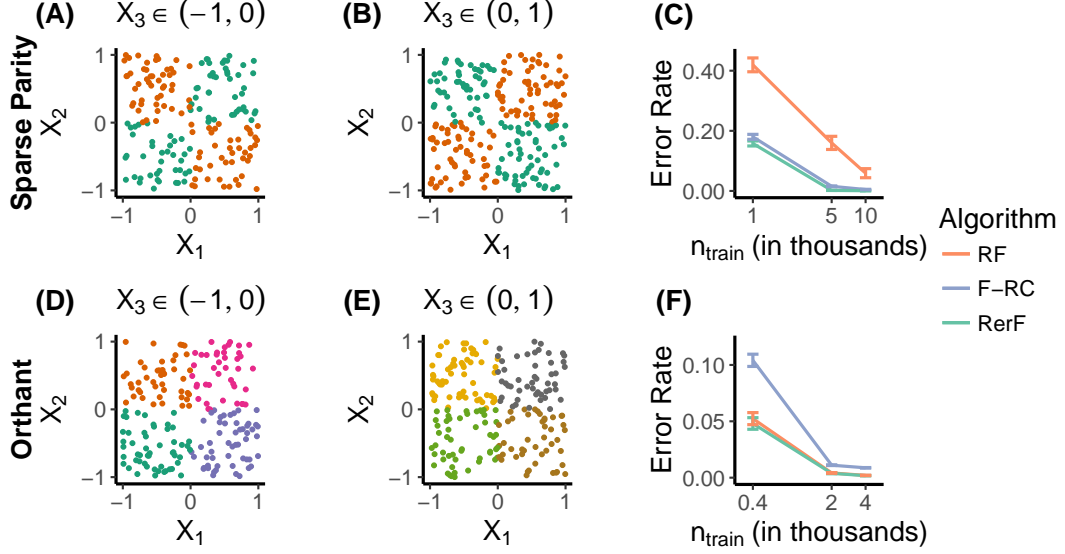 (A) X3 ∈ (−1, 0)
Sparse Parity
X2
1
0
−1
−1 0 1
X1
(B) X3 ∈ (0, 1)
X2
1
0
−1
−1 0 1
X1
(C)
Error Rate
0.40
0.20
0.00
1 5 10
ntrain (in thousands)
Algorithm
RF
F−RC
RerF
(D) X3 ∈ (−1, 0)
Orthant
X2
1
0
−1
−1 0 1
X1
(E) X3 ∈ (0, 1)
X2
1
0
−1
−1 0 1
X1
(F)
Error Rate
0.10
0.05
0.00
0.4 2 4
ntrain (in thousands)